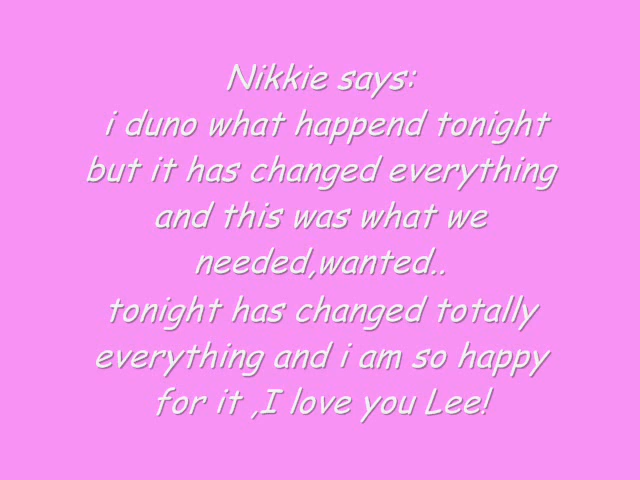 Nikkie says:
i duno what happend tonight
but it has changed everything
and this was what we
needed,wanted..
tonight has changed totally
everything and i am so happy
for it ,I love you Lee!